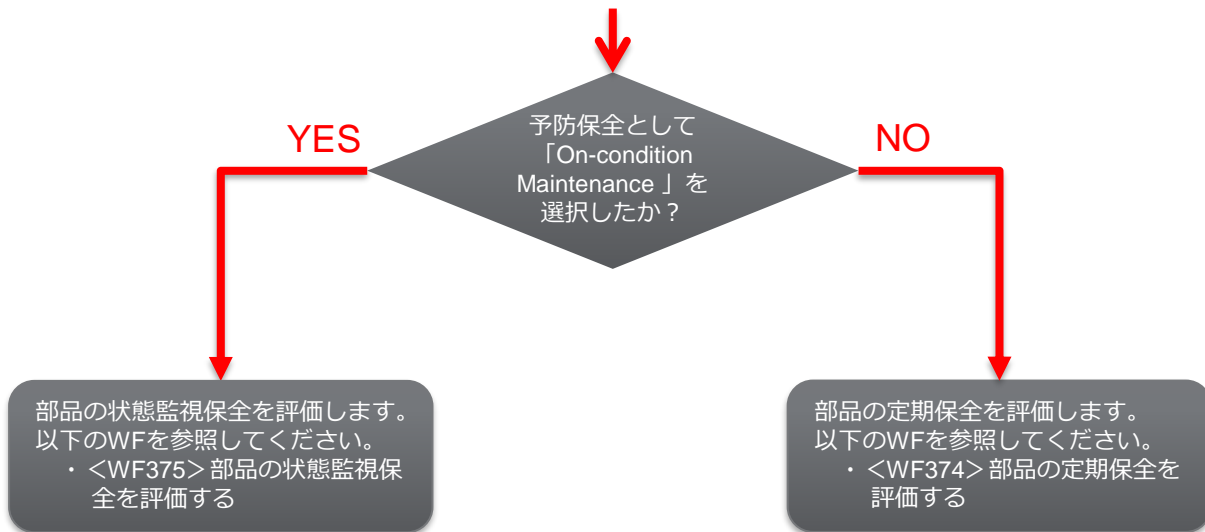 予防保全として
「On-condition
Maintenance 」を
選択したか？
YES
NO
部品の状態監視保全を評価します。
以下のWFを参照してください。
・ ＜WF375＞部品の状態監視保
全を評価する
部品の定期保全を評価します。
以下のWFを参照してください。
・ ＜WF374＞部品の定期保全を
評価する